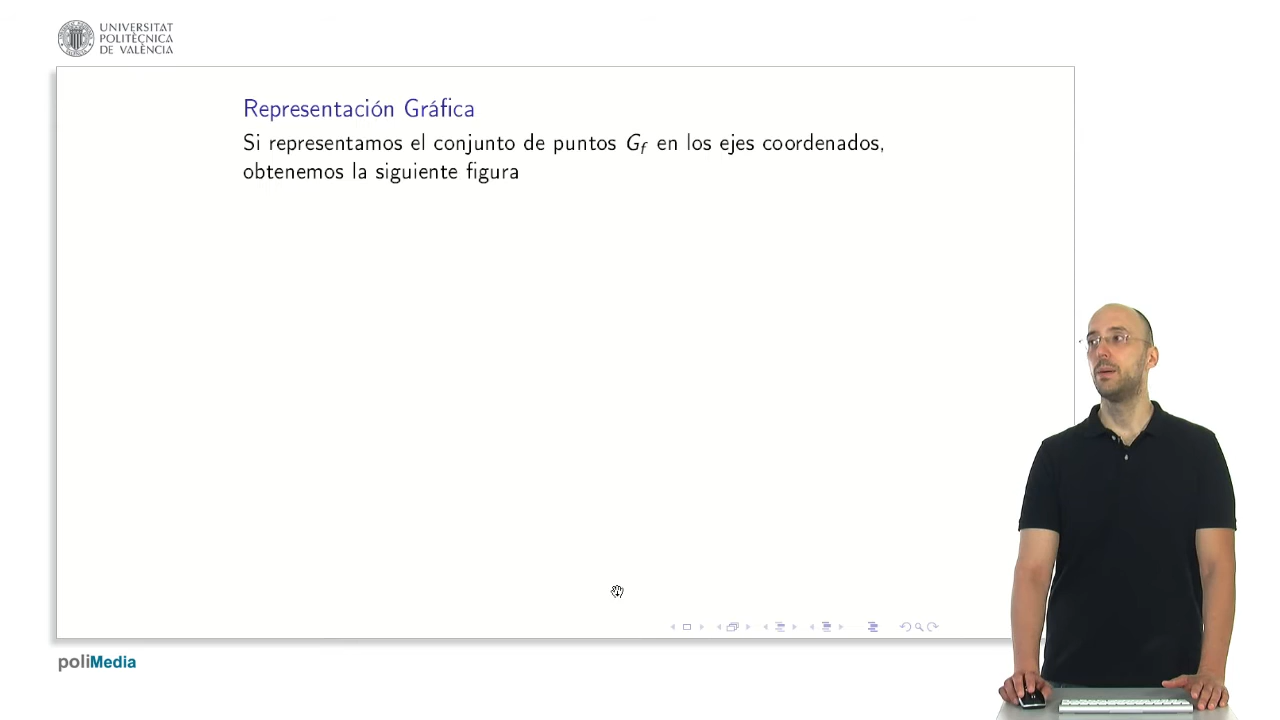 UNIVERSITAT
POLITÈCNICA
DE VALÈNCIA
Representación Gráfica
Si representamos el conjunto de puntos G_f en los ejes coordenados,
obtenemos la siguiente figura
poliMedia